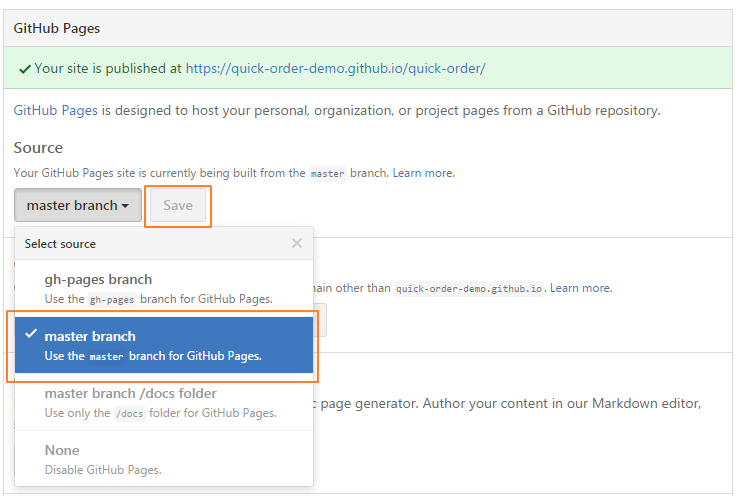 GitHub Pages
Your site is published at https://quick-order-demo.github.io/quick-order/
GitHub Pages is designed to host your personal, organization, or project pages from a GitHub repository.
Source
Your GitHub Pages site is currently being built from the master branch. Learn more.
master branch Save
Select source
gh-pages branch
Use the gh-pages branch for GitHub Pages.
main other than quick-order-demo.github.io. Learn more.
master branch
Use the master branch for GitHub Pages.
master branch /docs folder
Use only the /docs folder for GitHub Pages.
page generator. Author your content in our Markdown editor,
None
Disable GitHub Pages.